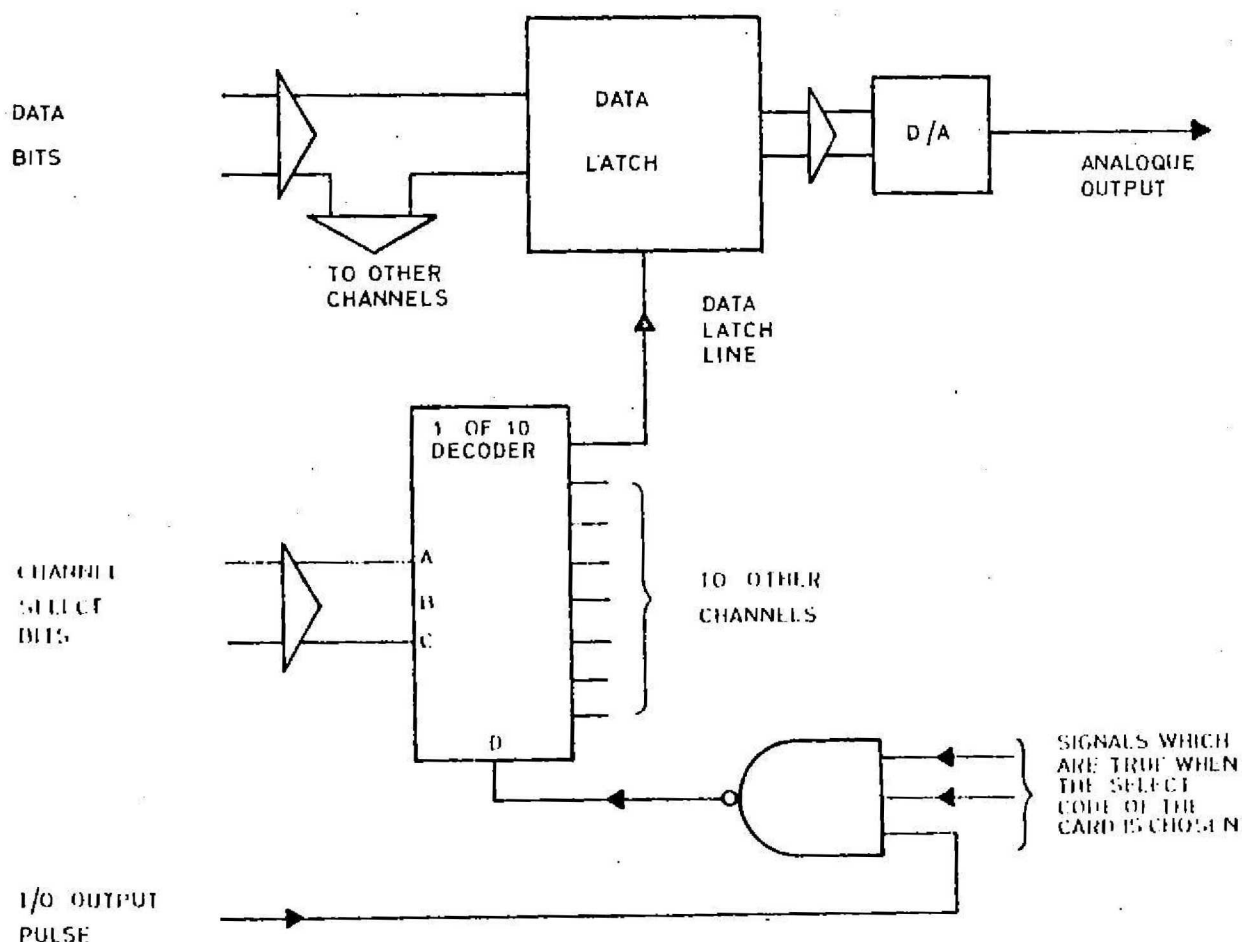 DATA
BITS
DATA
LATCH
D/A
ANALOQUE
OUTPUT
TO OTHER
CHANNELS
DATA
LATCH
LINE
1 OF 10
DECODER
CHANNEL
SELECT
BITS
A
B
C
TO OTHER
CHANNELS
D
SIGNALS WHICH
ARE TRUE WHEN
THE SELECT
CODE OF THE
CARD IS CHOSEN
I/O OUTPUT
PULSE